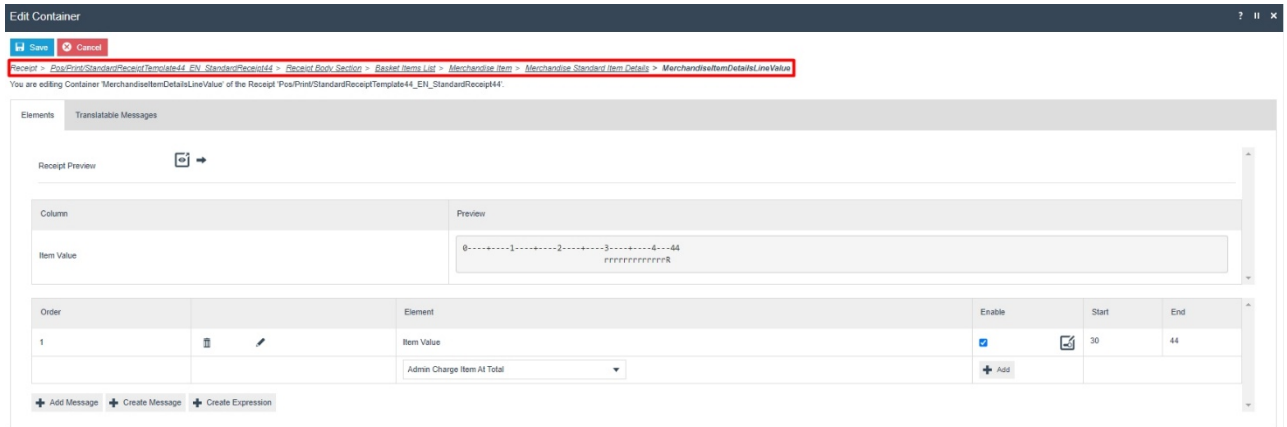 Edit Container
? II X
Save Cancel
Receipt > Pos/Print/StandardReceiptTemplate44_EN_StandardReceipt44 > Receipt Body Section > Basket Items List > Merchandise Item > Merchandise Standard Item Details > MerchandiseItemDetailsLineValue
You are editing Container 'MerchandiseItemDetailsLineValue' of the Receipt 'Pos/Print/StandardReceiptTemplate44_EN_StandardReceipt44'.
Elements Translatable Messages
Receipt Preview
Column Preview
Item Value
0----+----1----+----2----+----3----+----4---44
rrrrrrrrrrrrrrR
Order Element Enable Start End
1 Item Value 30 44
Admin Charge Item At Total Add
Add Message Create Message Create Expression